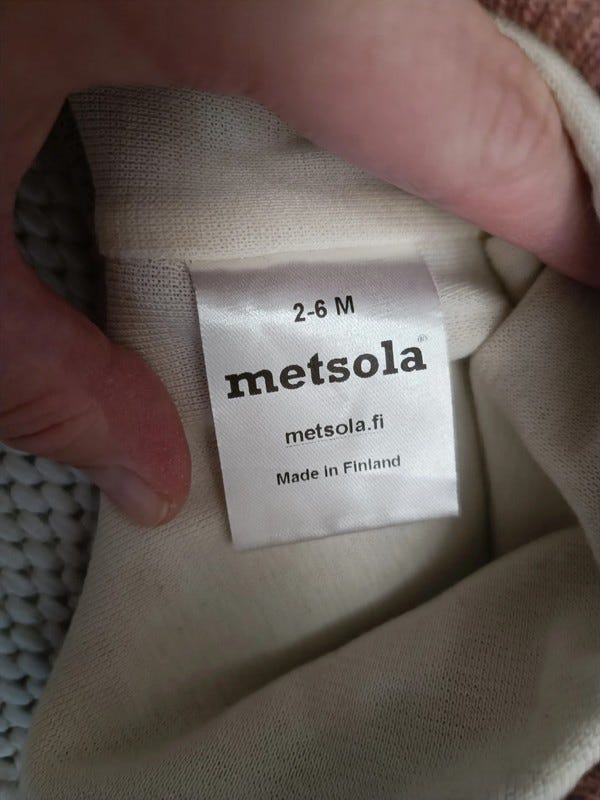 2-6 M
metsola®
metsola.fi
Made in Finland